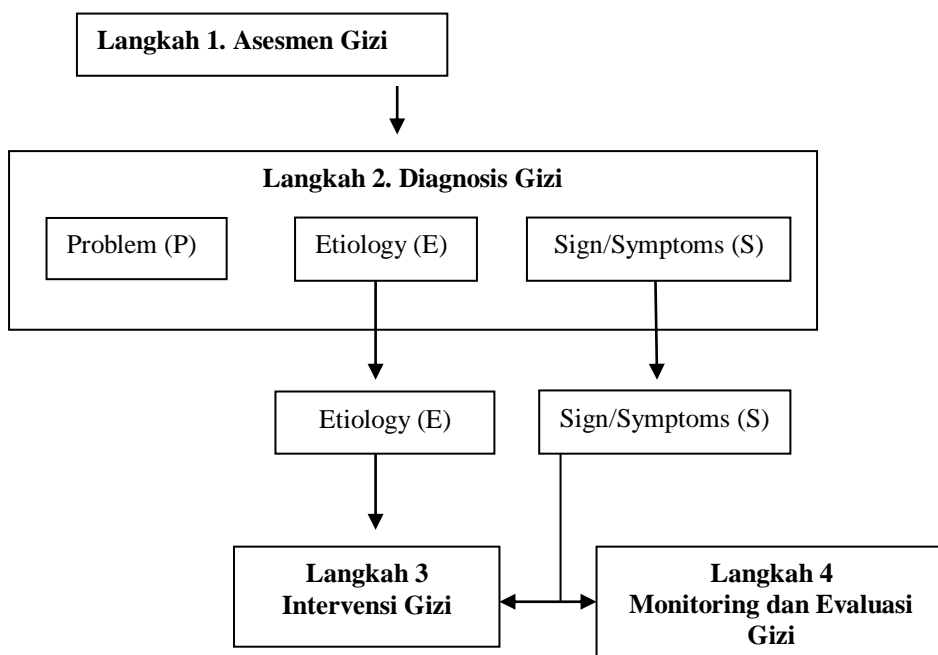 Langkah 1. Asesmen Gizi
Langkah 2. Diagnosis Gizi
Problem (P)
Etiology (E)
Sign/Symptoms (S)
Etiology (E)
Sign/Symptoms (S)
Langkah 3
Intervensi Gizi
Langkah 4
Monitoring dan Evaluasi
Gizi